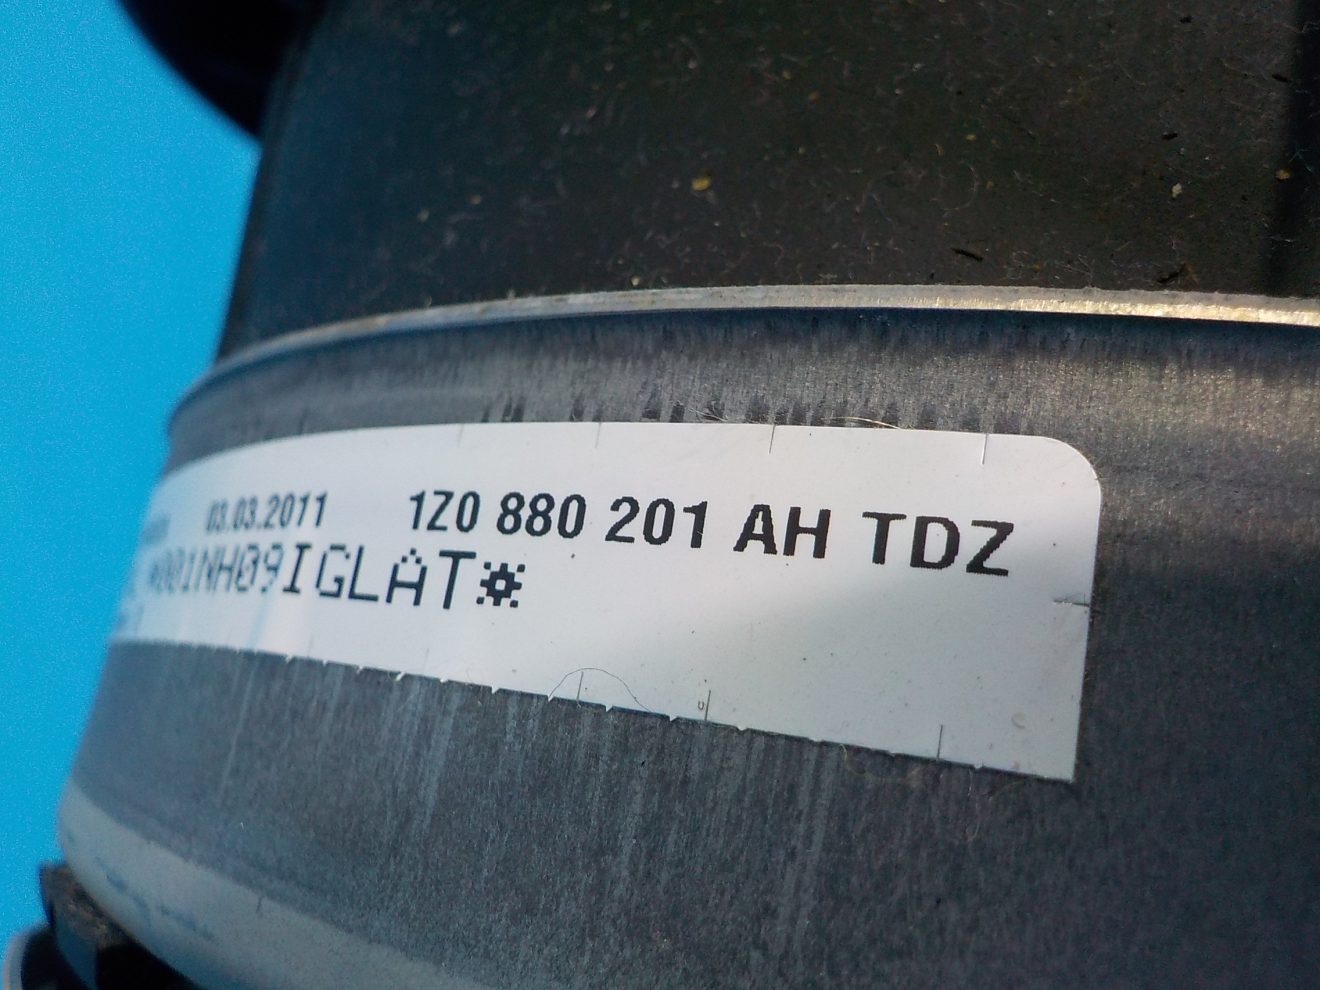 03.03.2011 1Z0 880 201 AH TDZ
*001NH09IGLAT*